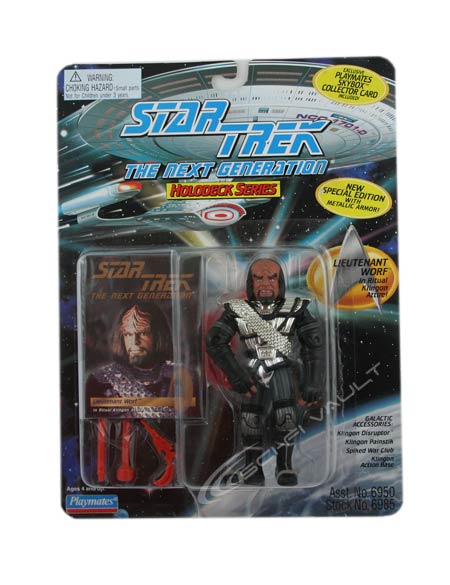 WARNING:
CHOKING HAZARD-Small parts
Not for Children under 3 years.
EXCLUSIVE
PLAYMATES
SKYBOX
COLLECTOR CARD
INCLUDED!
STAR TREK
NCC-1701-D
THE NEXT GENERATION
HOLODECK SERIES
NEW
SPECIAL EDITION
WITH
METALLIC ARMOR!
LIEUTENANT
WORF
in Ritual
Klingon
Attire!
STAR TREK
THE NEXT GENERATION
Lieutenant Worf
in Ritual Klingon
GALACTIC
ACCESSORIES:
Klingon Disruptor
Klingon Painstik
Spiked War Club
Klingon
Action Base
SCI-FI VAULT
Ages 4 and up.
Playmates
Asst. No. 6950
Stock No. 6985